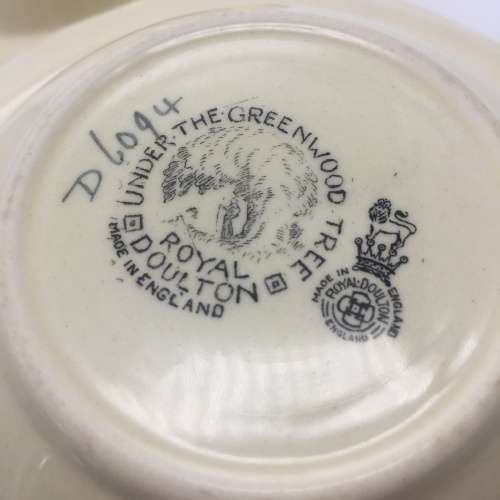 D6094
UNDER·THE·GREENWOOD TREE
ROYAL
DOULTON
MADE IN ENGLAND
MADE IN ENGLAND
ROYAL·DOULTON
ENGLAND